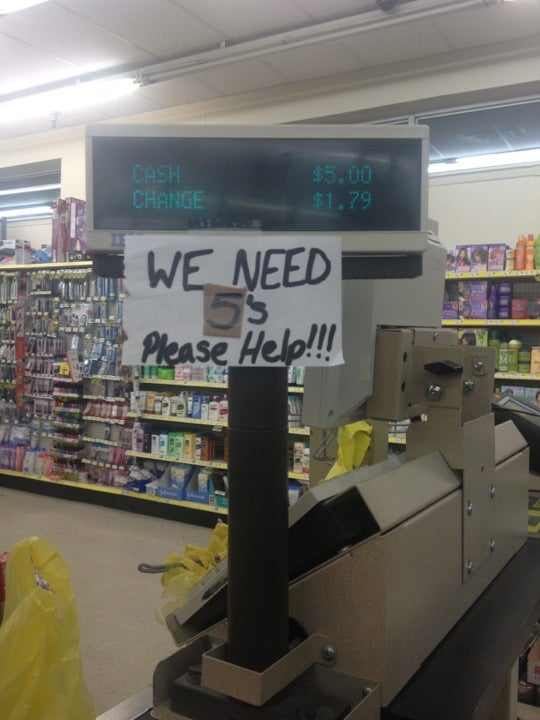 CASH $5.00
CHANGE $1.79
WE NEED
5's
Please Help!!!